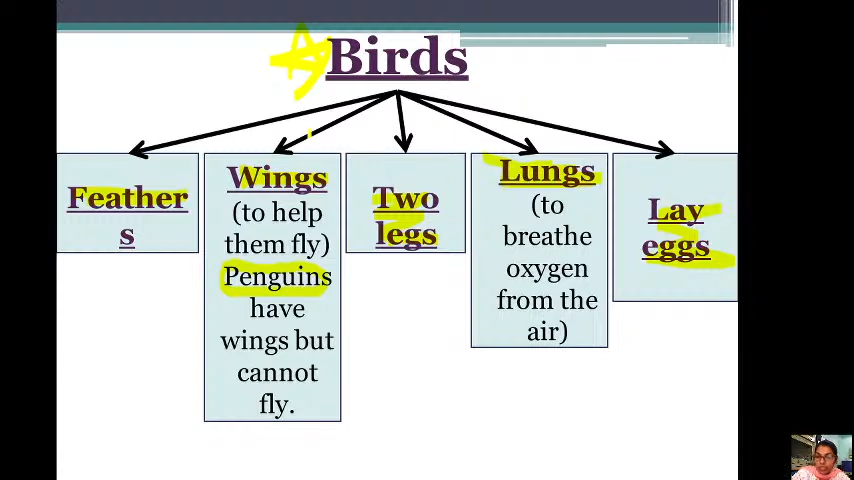 Birds
Feather
s
Wings
(to help
them fly)
Penguins
have
wings but
cannot
fly.
Two
legs
Lungs
(to
breathe
oxygen
from the
air)
Lay
eggs